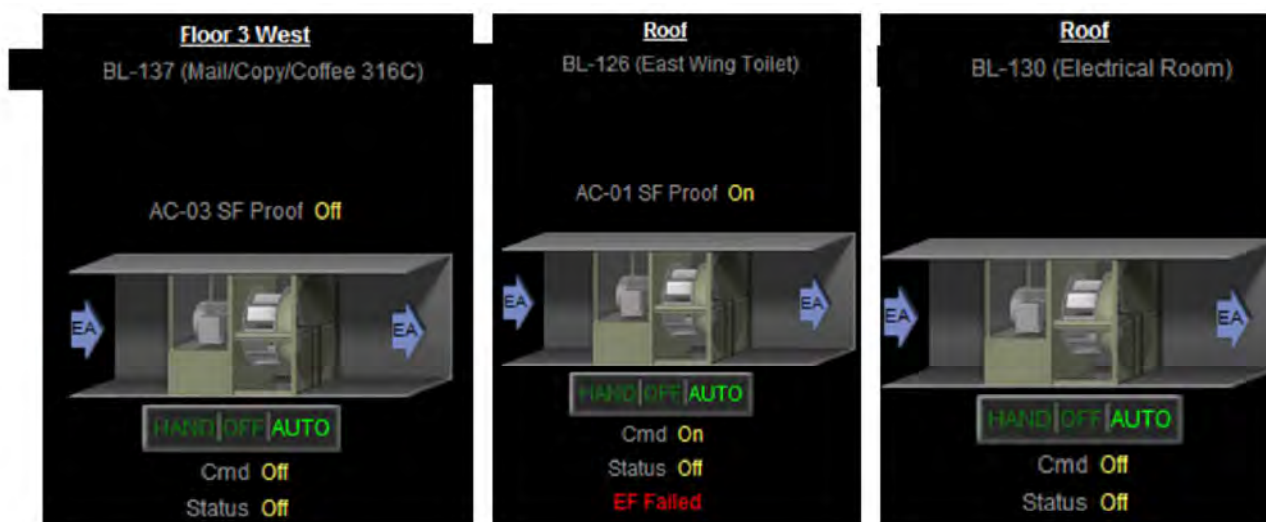 Floor 3 West
BL-137 (Mail/Copy/Coffee 316C)
AC-03 SF Proof Off
EA
EA
HAND|OFF|AUTO
Cmd Off
Status Off
Roof
BL-126 (East Wing Toilet)
AC-01 SF Proof On
EA
EA
HAND|OFF|AUTO
Cmd On
Status Off
EF Failed
Roof
BL-130 (Electrical Room)
EA
EA
HAND|OFF|AUTO
Cmd Off
Status Off